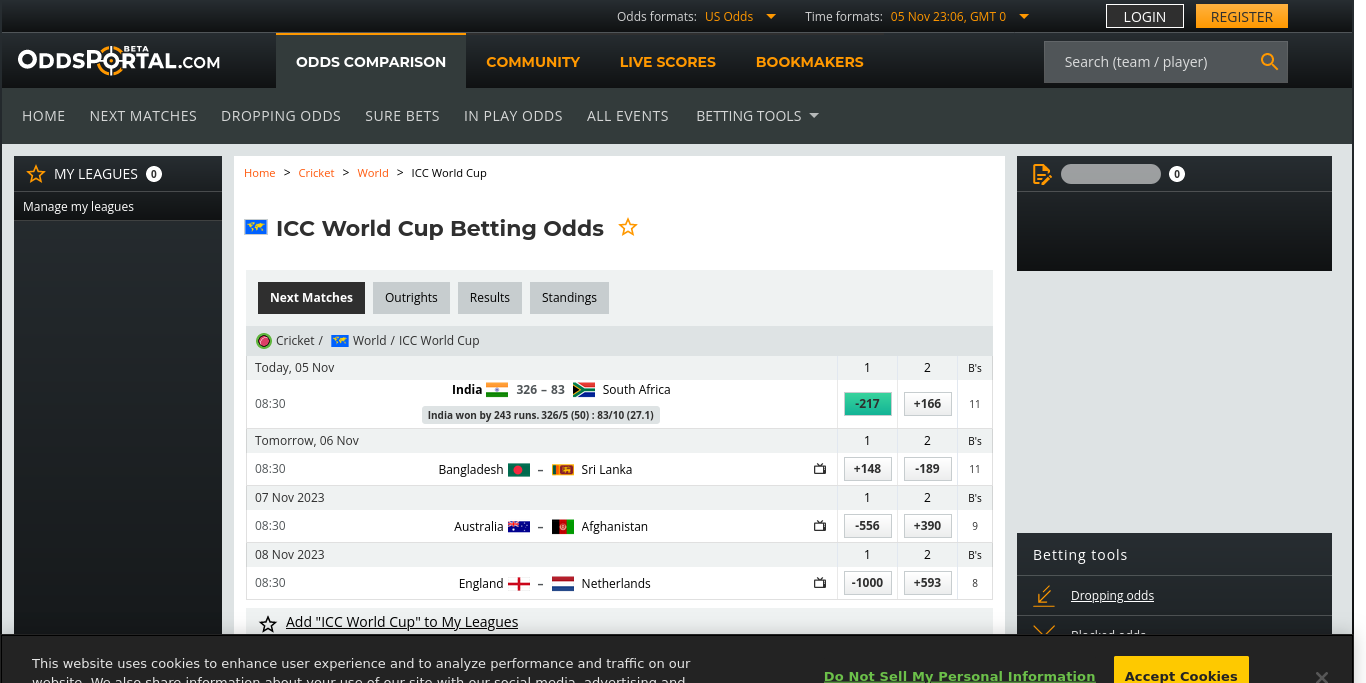 Odds formats: US Odds Time formats: 05 Nov 23:06, GMT 0 LOGIN REGISTER
ODDSPORTAL.COM BETA ODDS COMPARISON COMMUNITY LIVE SCORES BOOKMAKERS Search (team / player)
HOME NEXT MATCHES DROPPING ODDS SURE BETS IN PLAY ODDS ALL EVENTS BETTING TOOLS
MY LEAGUES 0
Manage my leagues
Home > Cricket > World > ICC World Cup
0
ICC World Cup Betting Odds
Next Matches Outrights Results Standings
Cricket / World / ICC World Cup
Today, 05 Nov 1 2 B's
08:30 India 326 – 83 South Africa -217 +166 11
India won by 243 runs. 326/5 (50) : 83/10 (27.1)
Tomorrow, 06 Nov 1 2 B's
08:30 Bangladesh – Sri Lanka +148 -189 11
07 Nov 2023 1 2 B's
08:30 Australia – Afghanistan -556 +390 9
08 Nov 2023 1 2 B's
08:30 England – Netherlands -1000 +593 8
Add "ICC World Cup" to My Leagues
Betting tools
Dropping odds
Blocked odds
This website uses cookies to enhance user experience and to analyze performance and traffic on our
website. We also share information about your use of our site with our social media, advertising and
Do Not Sell My Personal Information Accept Cookies